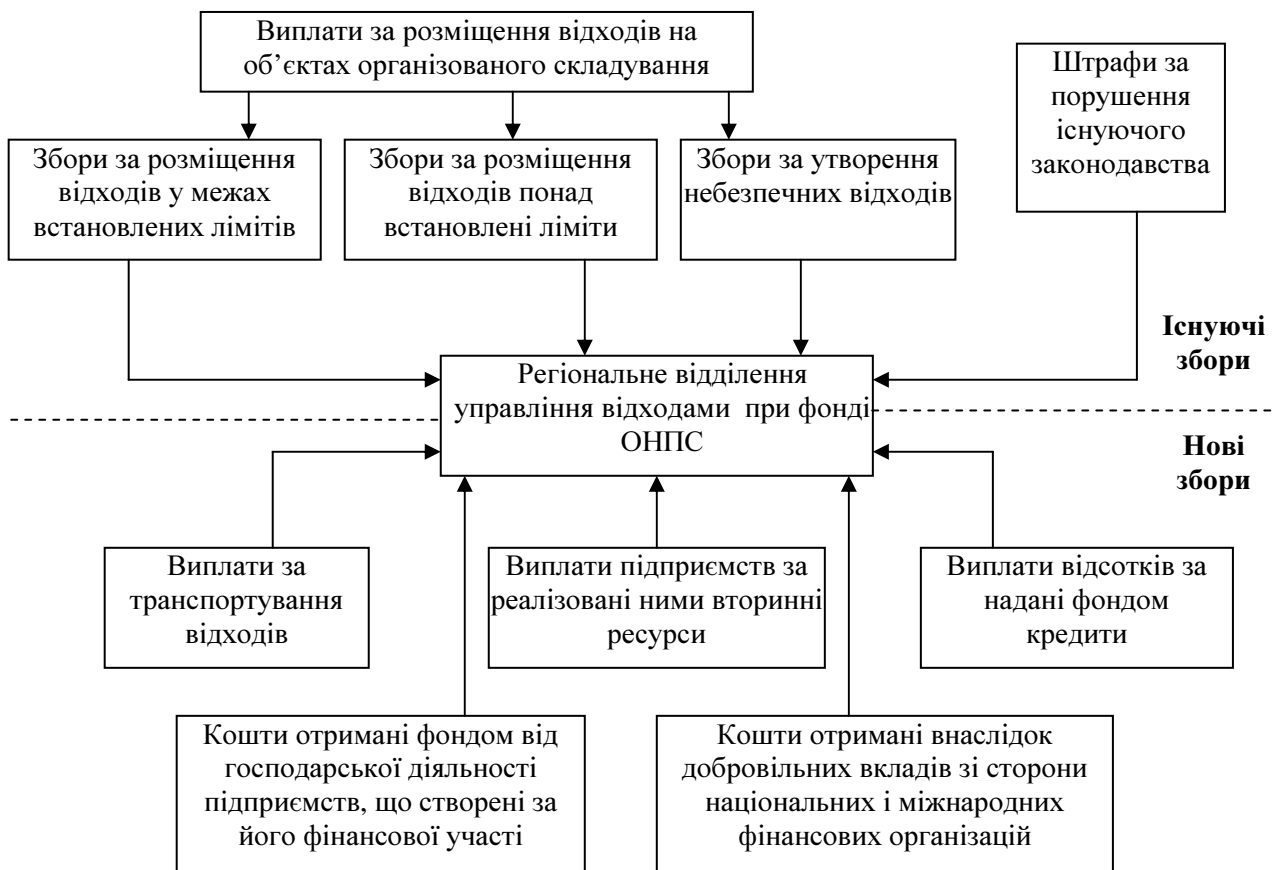 Виплати за розміщення відходів на
об’єктах організованого складування
Штрафи за
порушення
існуючого
законодавства
Збори за розміщення
відходів у межах
встановлених лімітів
Збори за розміщення
відходів понад
встановлені ліміти
Збори за утворення
небезпечних відходів
Існуючі
збори
Регіональне відділення
управління відходами при фонді
ОНПС
Нові
збори
Виплати за
транспортування
відходів
Виплати підприємств за
реалізовані ними вторинні
ресурси
Виплати відсотків за
надані фондом
кредити
Кошти отримані фондом від
господарської діяльності
підприємств, що створені за
його фінансової участі
Кошти отримані внаслідок
добровільних вкладів зі сторони
національних і міжнародних
фінансових організацій